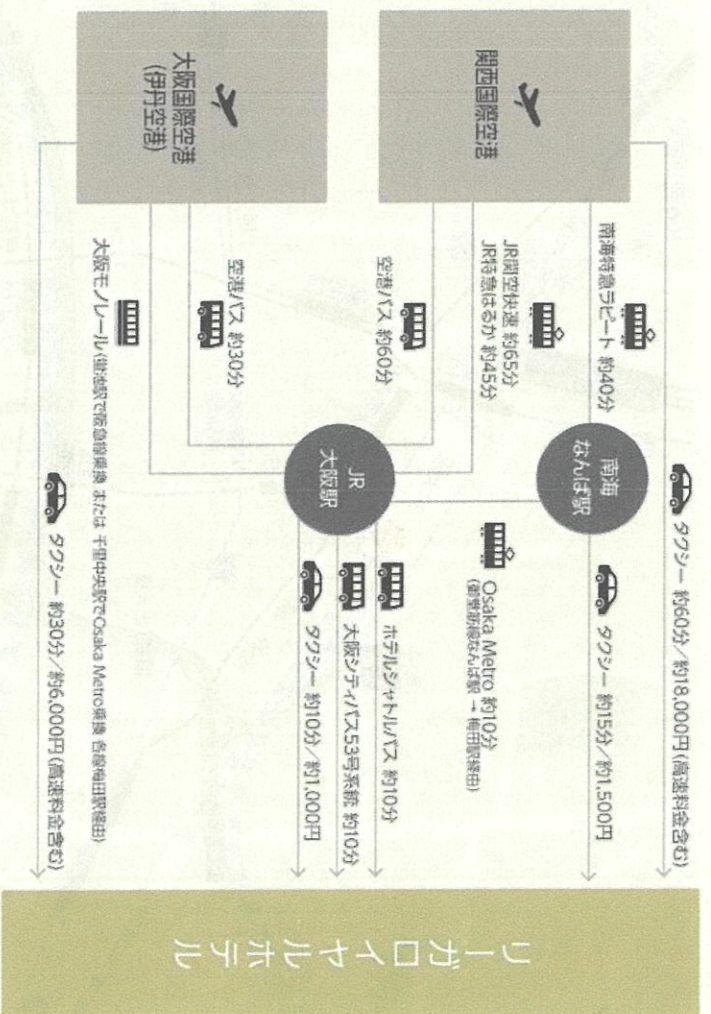 タクシー 約60分／約18,000円(高速料金含む)
関西国際空港
南海特急ラピート 約40分
南海
なんば駅
タクシー 約15分／約1,500円
JR関空快速 約65分
JR特急はるか 約45分
Osaka Metro 約10分
(御堂筋線なんば駅 → 梅田駅経由)
空港バス 約60分
ホテルシャトルバス 約10分
JR
大阪駅
大阪シティバス53号系統 約10分
タクシー 約10分／約1,000円
大阪国際空港
(伊丹空港)
空港バス 約30分
大阪モノレール(蛍池駅で阪急線乗換 または 千里中央駅でOsaka Metro乗換 各線梅田駅経由)
タクシー 約30分／約6,000円(高速料金含む)
リーガロイヤルホテル